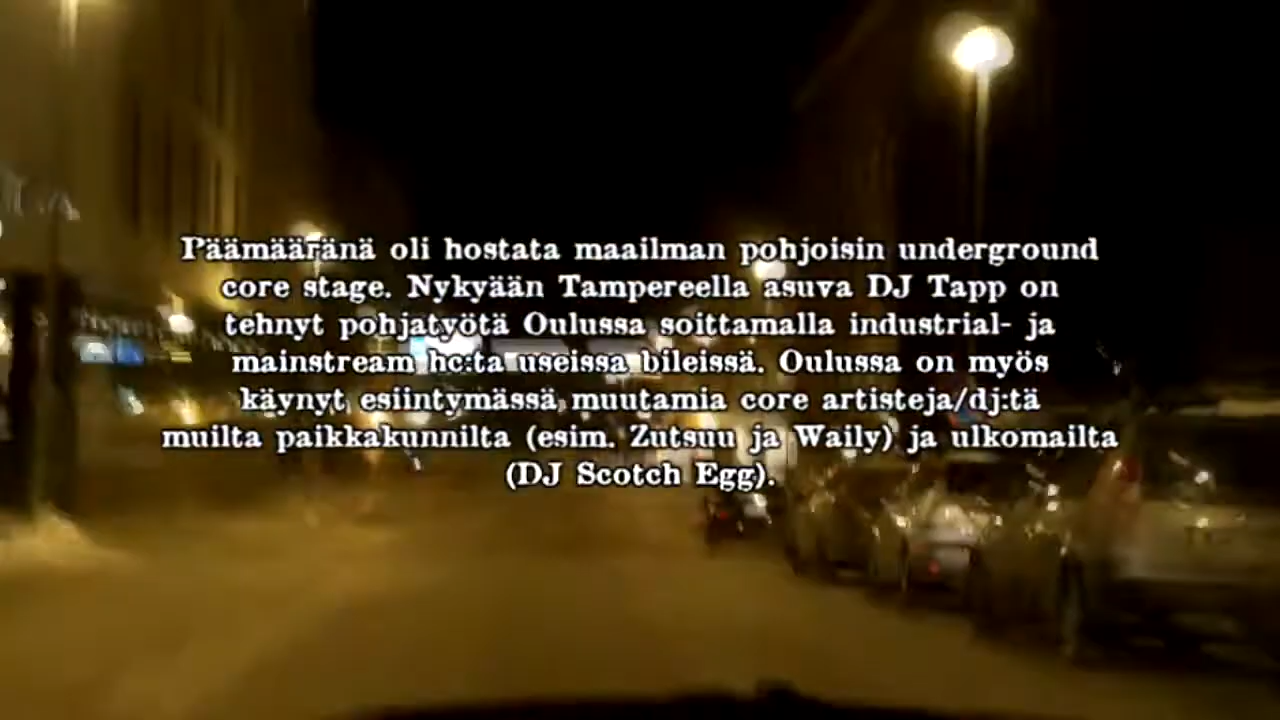 Päämääränä oli hostata maailman pohjoisin underground
core stage. Nykyään Tampereella asuva DJ Tapp on
tehnyt pohjatyötä Oulussa soittamalla industrial- ja
mainstream hc:ta useissa bileissä. Oulussa on myös
käynyt esiintymässä muutamia core artisteja/dj:tä
muilta paikkakunnilta (esim. Zutsuu ja Waily) ja ulkomailta
(DJ Scotch Egg).